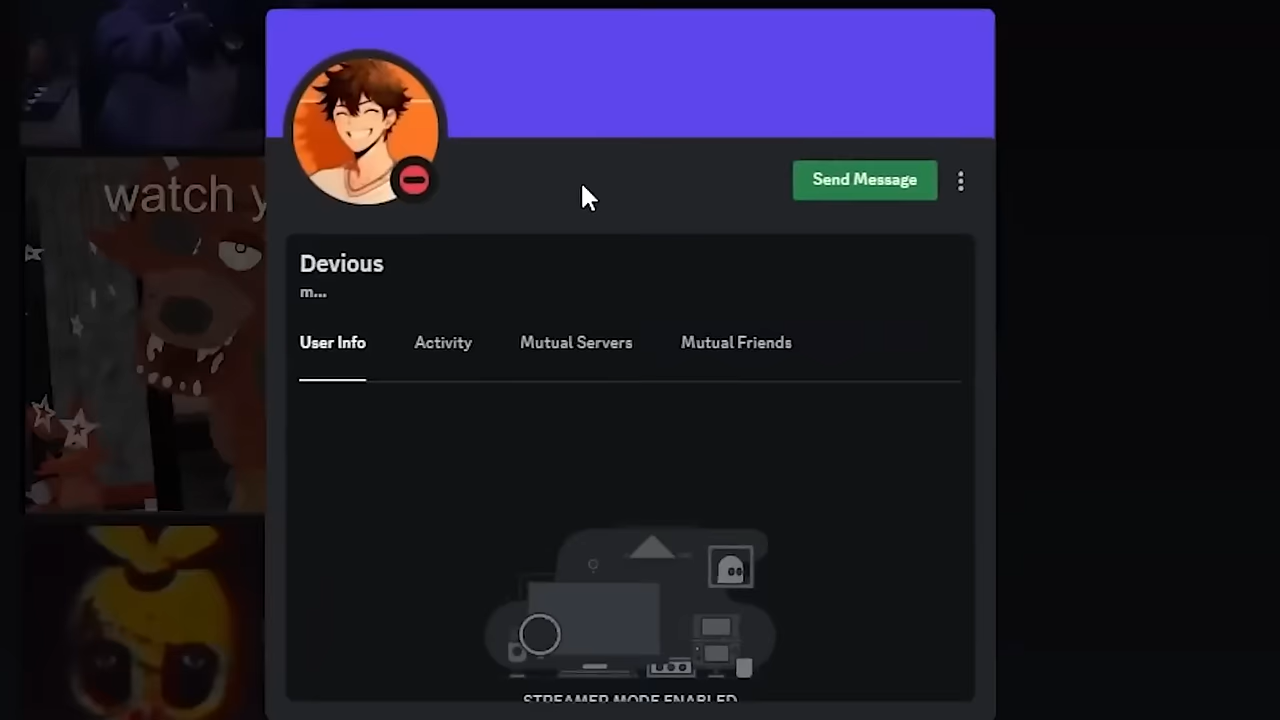 watch y
Send Message
Devious
m...
User Info Activity Mutual Servers Mutual Friends
STREAMER MODE ENABLED